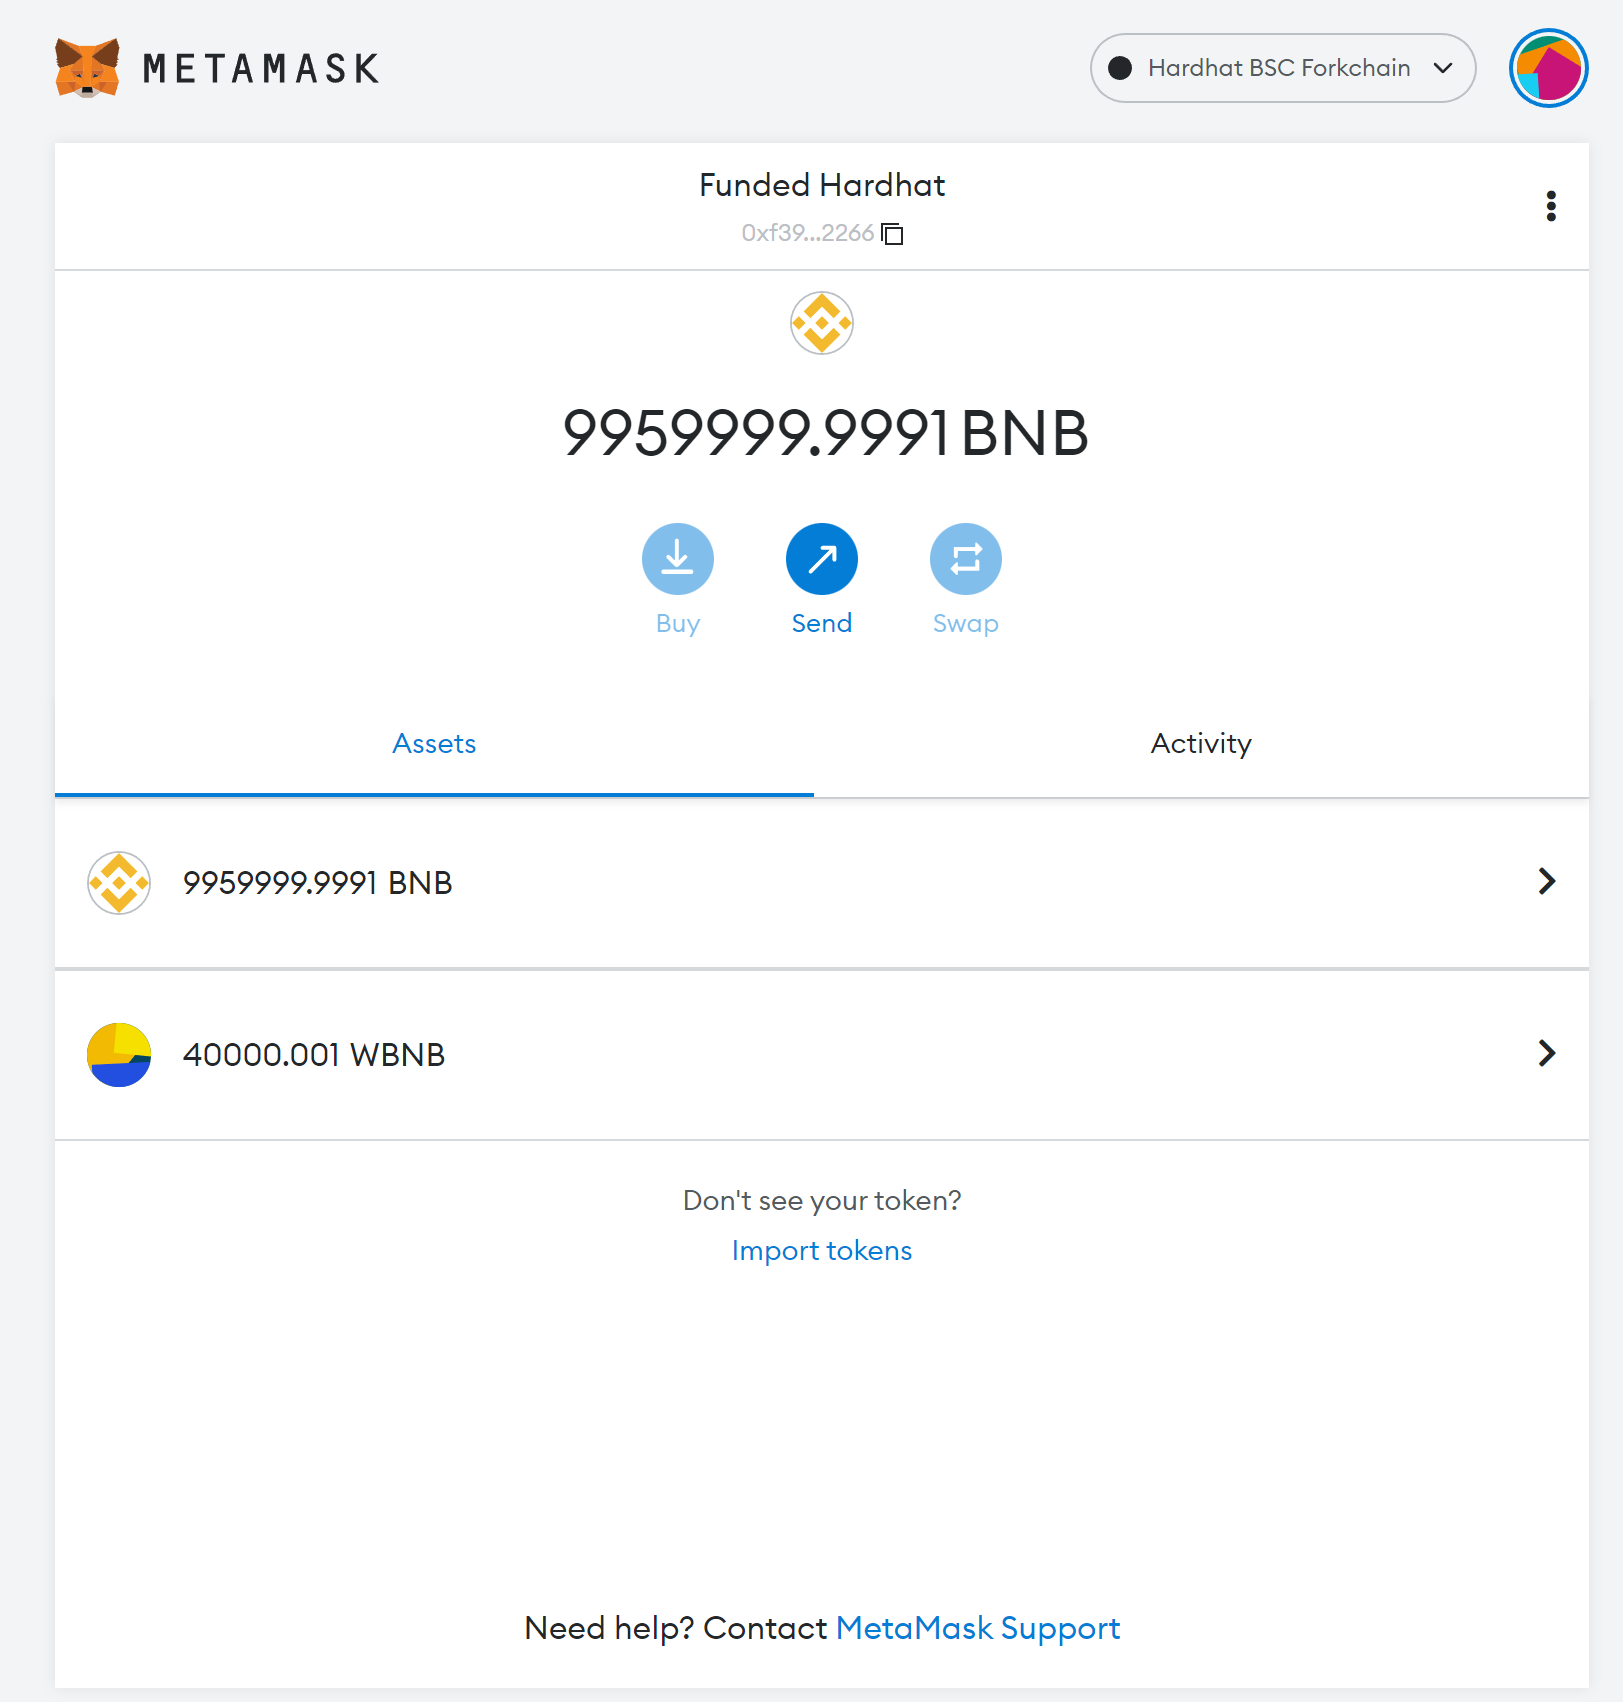 METAMASK
Hardhat BSC Forkchain
Funded Hardhat
0xf39...2266
9959999.9991 BNB
Buy Send Swap
Assets Activity
9959999.9991 BNB
40000.001 WBNB
Don't see your token?
Import tokens
Need help? Contact MetaMask Support